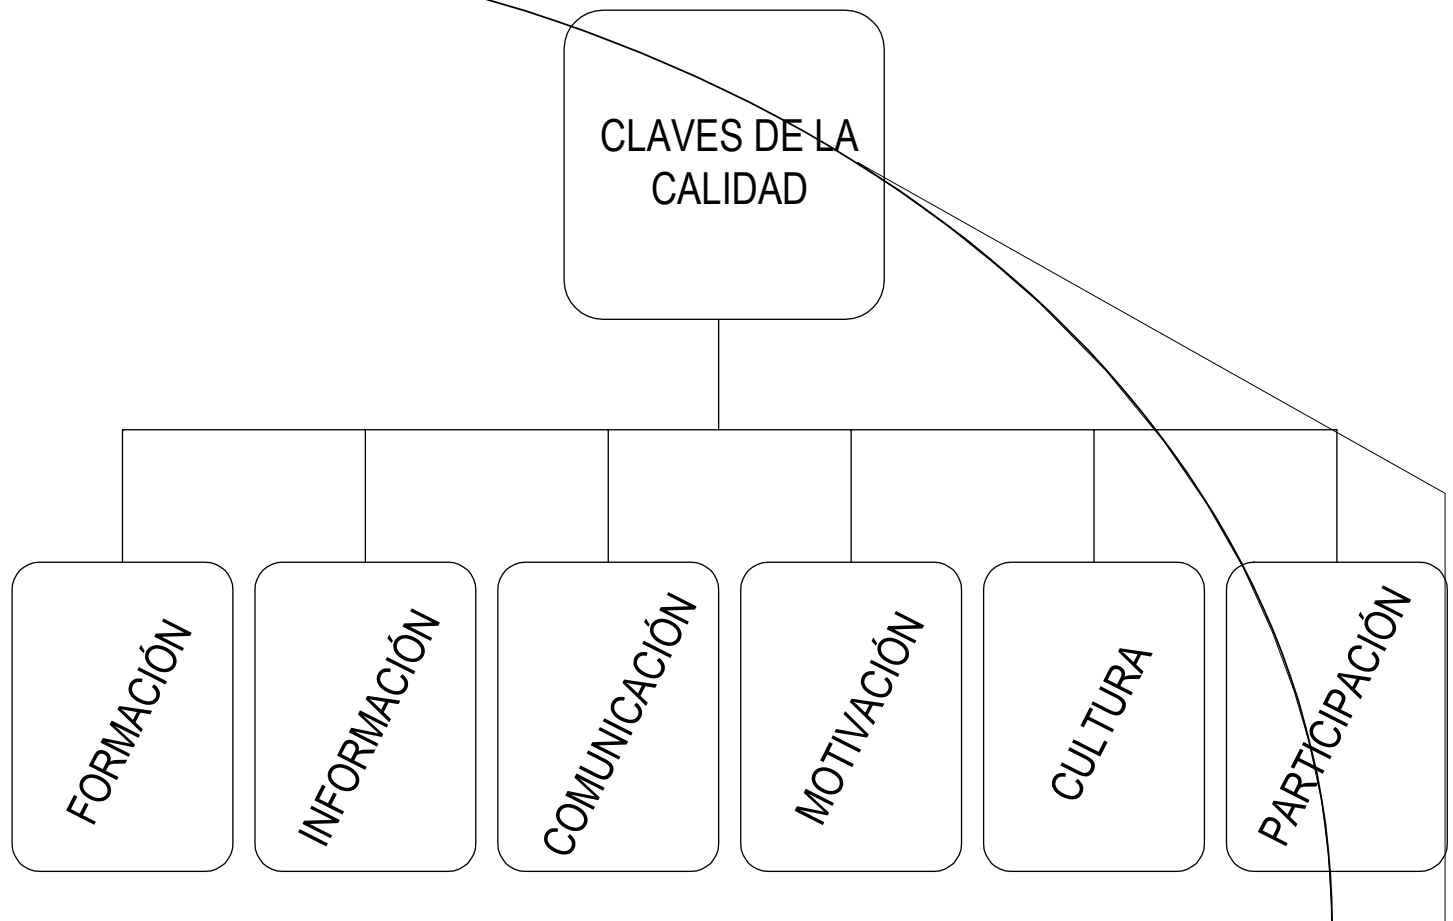 CLAVES DE LA
CALIDAD
FORMACIÓN
INFORMACIÓN
COMUNICACIÓN
MOTIVACIÓN
CULTURA
PARTICIPACIÓN